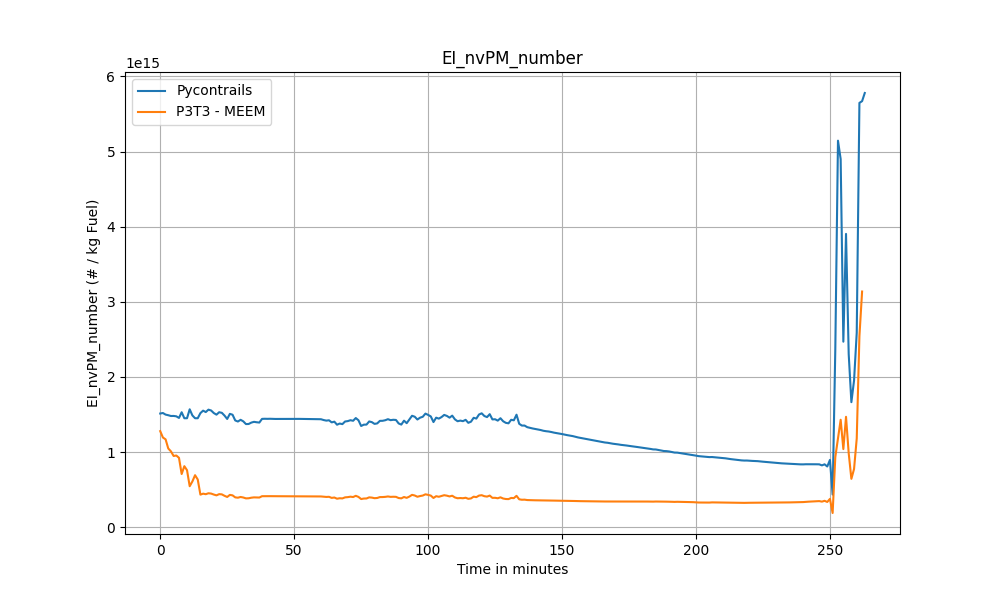 EI_nvPM_number
1e15
Pycontrails
P3T3 - MEEM
EI_nvPM_number (# / kg Fuel)
6
5
4
3
2
1
0
0 50 100 150 200 250
Time in minutes